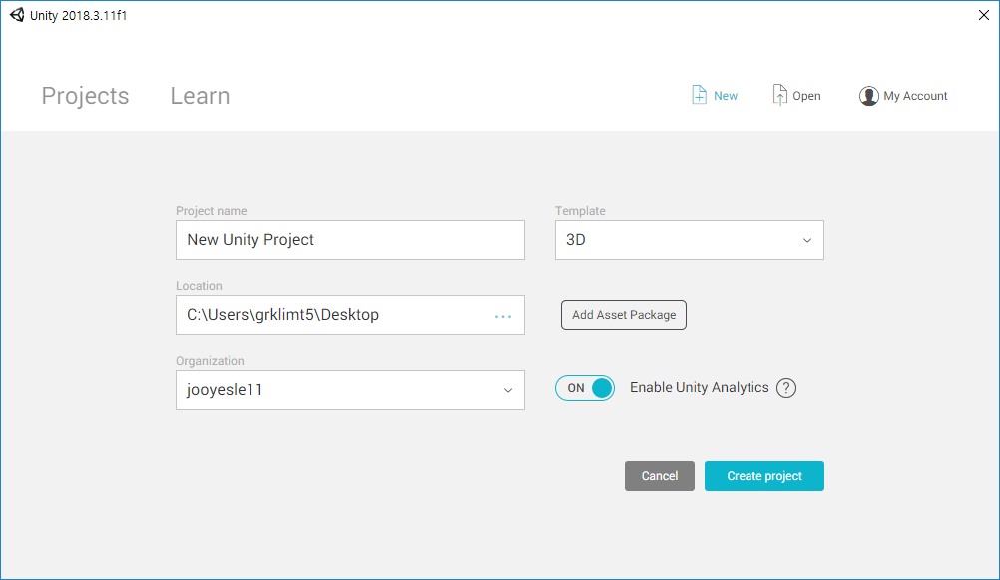 Unity 2018.3.11f1
Projects
Learn
New
Open
My Account
Project name
New Unity Project
Template
3D
Location
C:\Users\grklimt5\Desktop
...
Add Asset Package
Organization
jooyesle11
ON
Enable Unity Analytics
?
Cancel
Create project